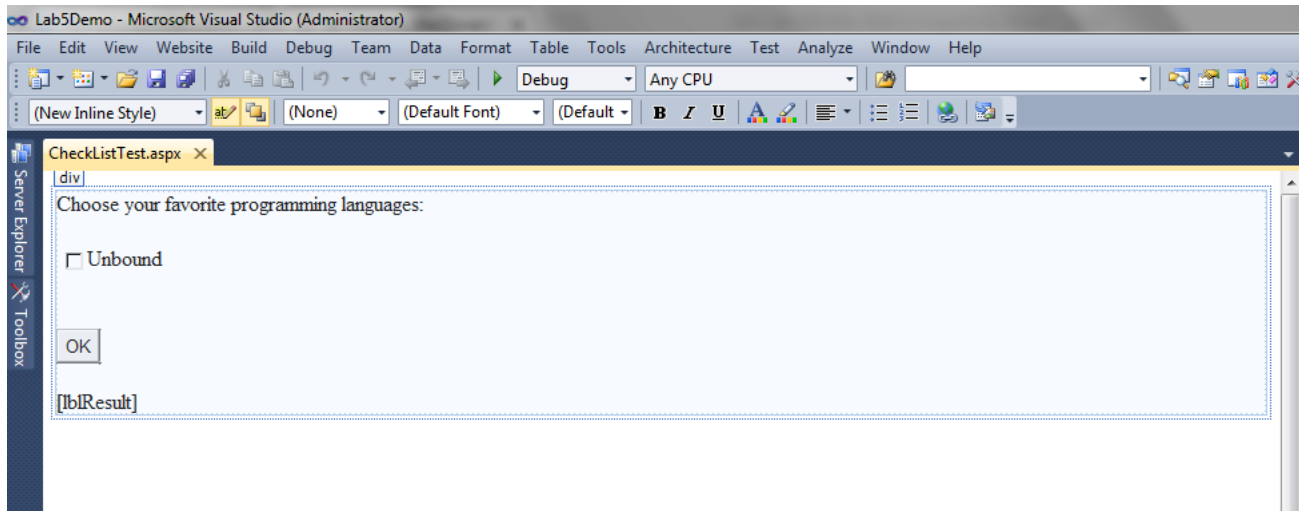 Lab5Demo - Microsoft Visual Studio (Administrator)
File Edit View Website Build Debug Team Data Format Table Tools Architecture Test Analyze Window Help
Debug Any CPU
(New Inline Style) ab (None) (Default Font) (Default B I U A
CheckListTest.aspx
Server Explorer
Toolbox
div
Choose your favorite programming languages:
Unbound
OK
[lblResult]